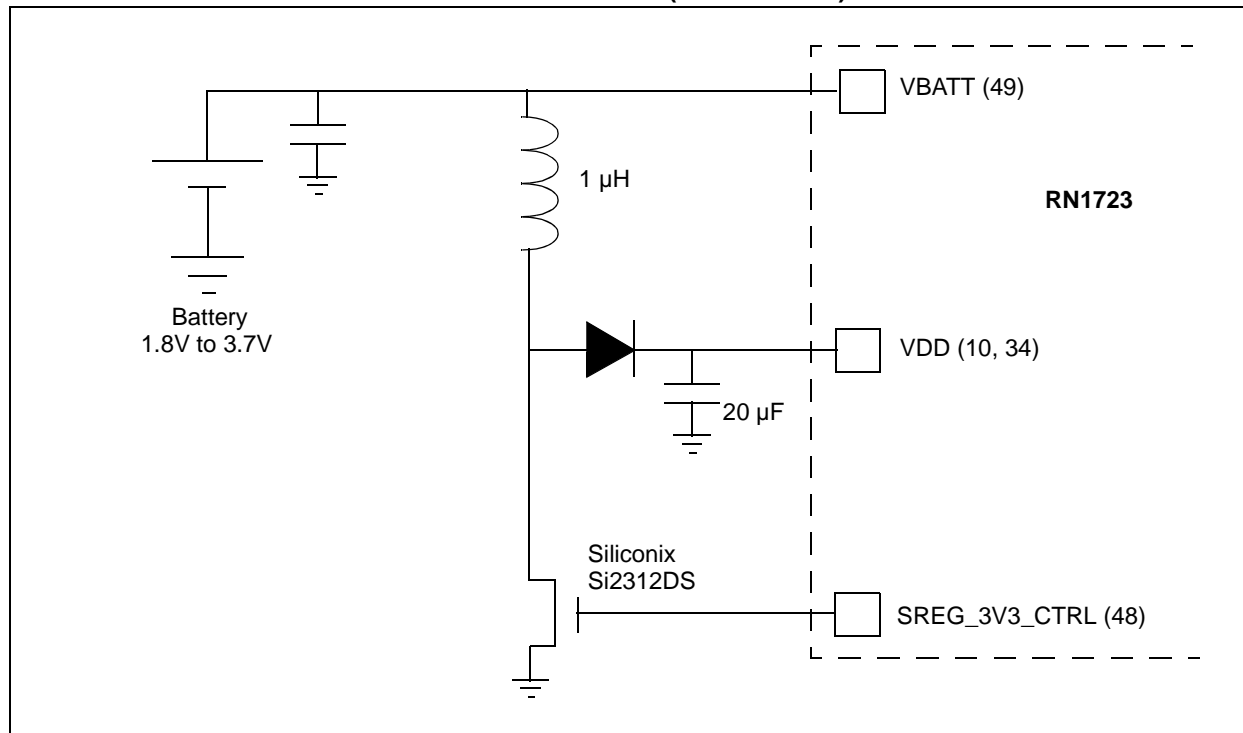 VBATT (49)
1 µH
RN1723
Battery
1.8V to 3.7V
VDD (10, 34)
20 µF
Siliconix
Si2312DS
SREG_3V3_CTRL (48)